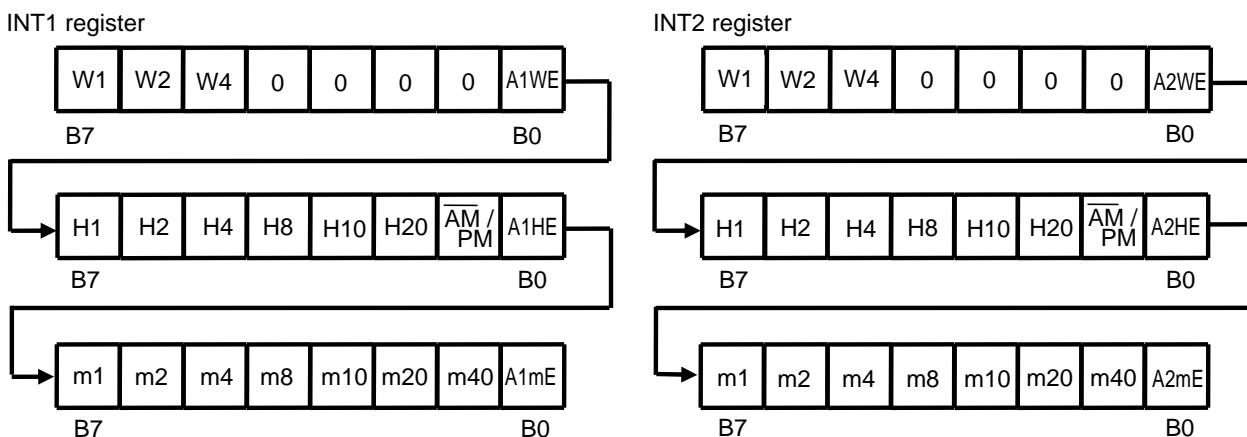 INT1 register
W1 W2 W4 0 0 0 0 A1WE
B7 B0
H1 H2 H4 H8 H10 H20 A̅M̅ / PM A1HE
B7 B0
m1 m2 m4 m8 m10 m20 m40 A1mE
B7 B0
INT2 register
W1 W2 W4 0 0 0 0 A2WE
B7 B0
H1 H2 H4 H8 H10 H20 A̅M̅ / PM A2HE
B7 B0
m1 m2 m4 m8 m10 m20 m40 A2mE
B7 B0